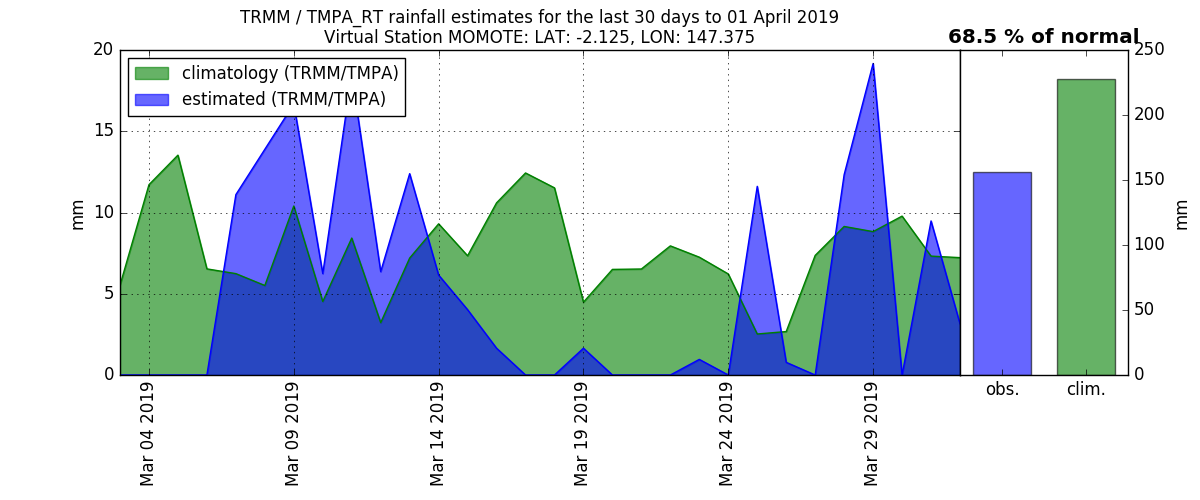 TRMM / TMPA_RT rainfall estimates for the last 30 days to 01 April 2019
Virtual Station MOMOTE: LAT: -2.125, LON: 147.375
68.5 % of normal
climatology (TRMM/TMPA)
estimated (TRMM/TMPA)
20
15
10
5
0
mm
Mar 04 2019
Mar 09 2019
Mar 14 2019
Mar 19 2019
Mar 24 2019
Mar 29 2019
250
200
150
100
50
0
mm
obs.
clim.